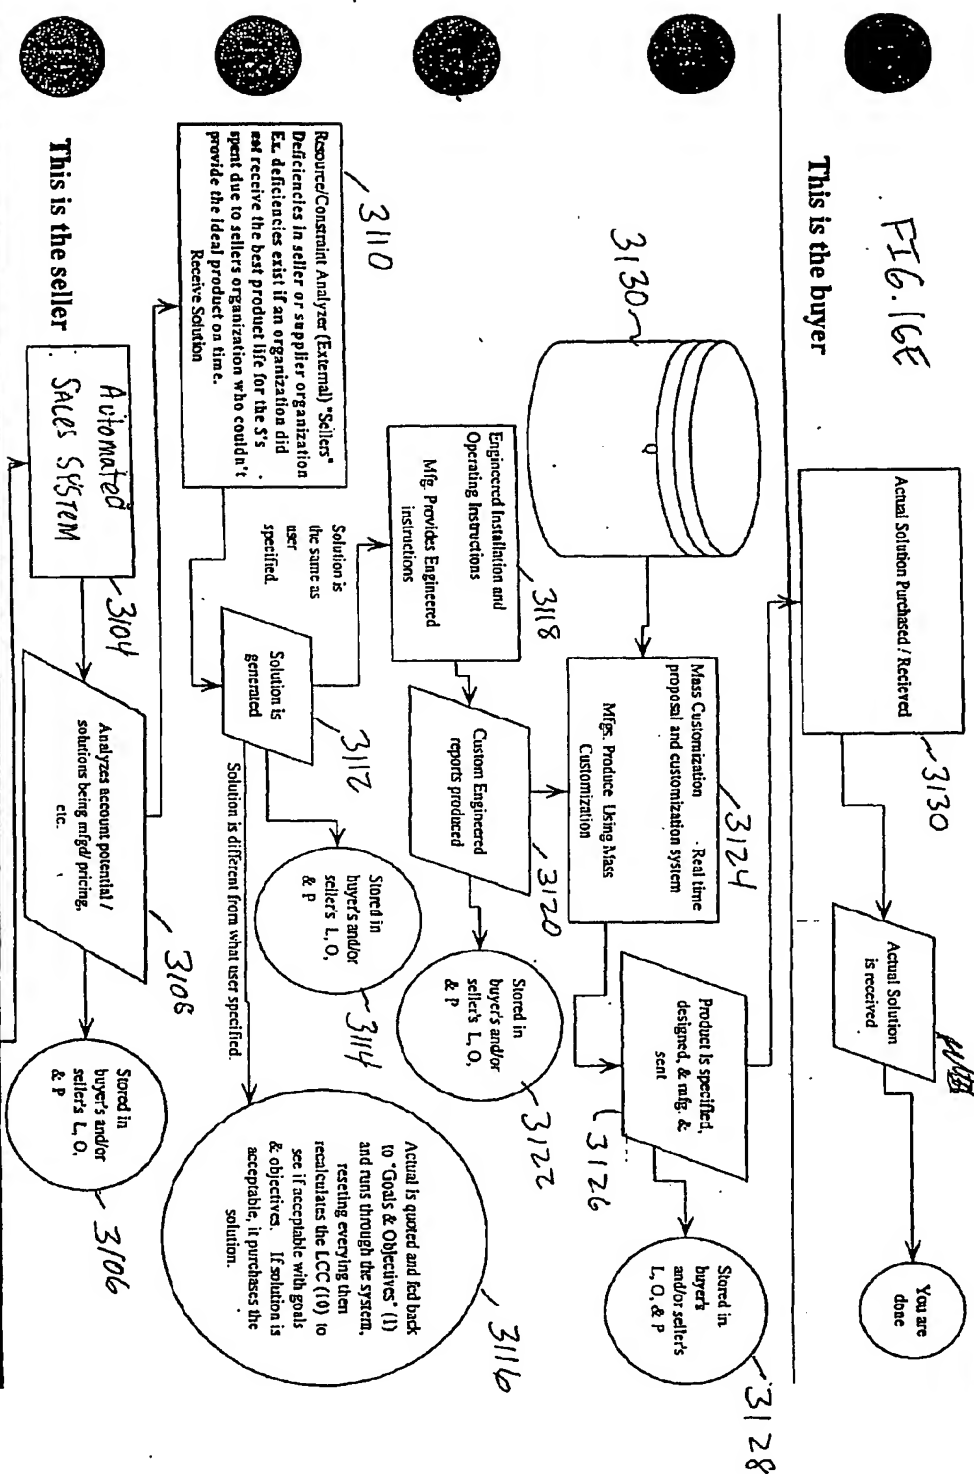 FIG. 16E
This is the buyer
Actual Solution Purchased / Recieved
3130
Actual Solution
is received
You are
done
3130
Mass Customization - Real time
proposal and customization system
Mfgs. Produce Using Mass
Customization
3124
Product is specified,
designed, & mfg. &
sent
3126
Stored in
buyer's
and/or seller's
L, O, & P
3128
Engineered Installation and
Operating Instructions
Mfg. Provides Engineered
instructions
3118
Custom Engineered
reports produced
3120
Stored in
buyer's and/or
seller's L, O,
& P
3122
3110
Resource/Constraint Analyzer (External) "Sellers"
Deficiencies in seller or supplier organization
Ex. deficiencies exist if an organization did
not receive the best product life for the S's
spent due to sellers organization who couldn't
provide the ideal product on time.
Receive Solution
Solution is
the same as
user
specified.
Solution is
generated
3112
Stored in
buyer's and/or
seller's L, O,
& P
3114
Solution is different from what user specified.
Actual is quoted and fed back
to "Goals & Objectives" (1)
and runs through the system,
reseting everying then
recalculates the LCC (10) to
see if acceptable with goals
& objectives. If solution is
acceptable, it purchases the
solution.
3116
This is the seller
Automated
SALES SYSTEM
3104
Analyzes account potential /
solutions being mfgd/ pricing,
etc.
3108
Stored in
buyer's and/or
seller's L, O,
& P
3106